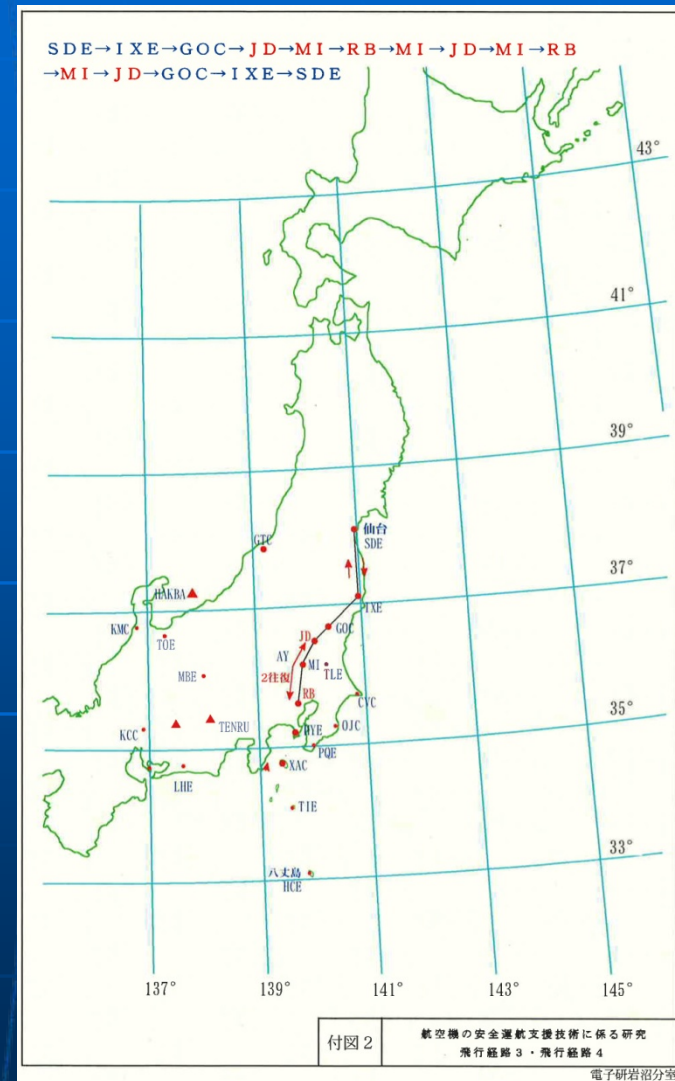 SDE→IXE→GOC→JD→MI→RB→MI→JD→MI→RB
→MI→JD→GOC→IXE→SDE
43°
41°
39°
仙台
SDE
GTC
37°
HAKBA
IXE
KMC
TOE
JD
GOC
AY
MI
TLE
MBE
2往復
RB
CVC
35°
KCC
TENRU
HYE
OJC
PQE
XAC
LHE
TIE
33°
八丈島
HCE
137°
139°
141°
143°
145°
付図2
航空機の安全運航支援技術に係る研究
飛行経路3・飛行経路4
電子研岩沼分室